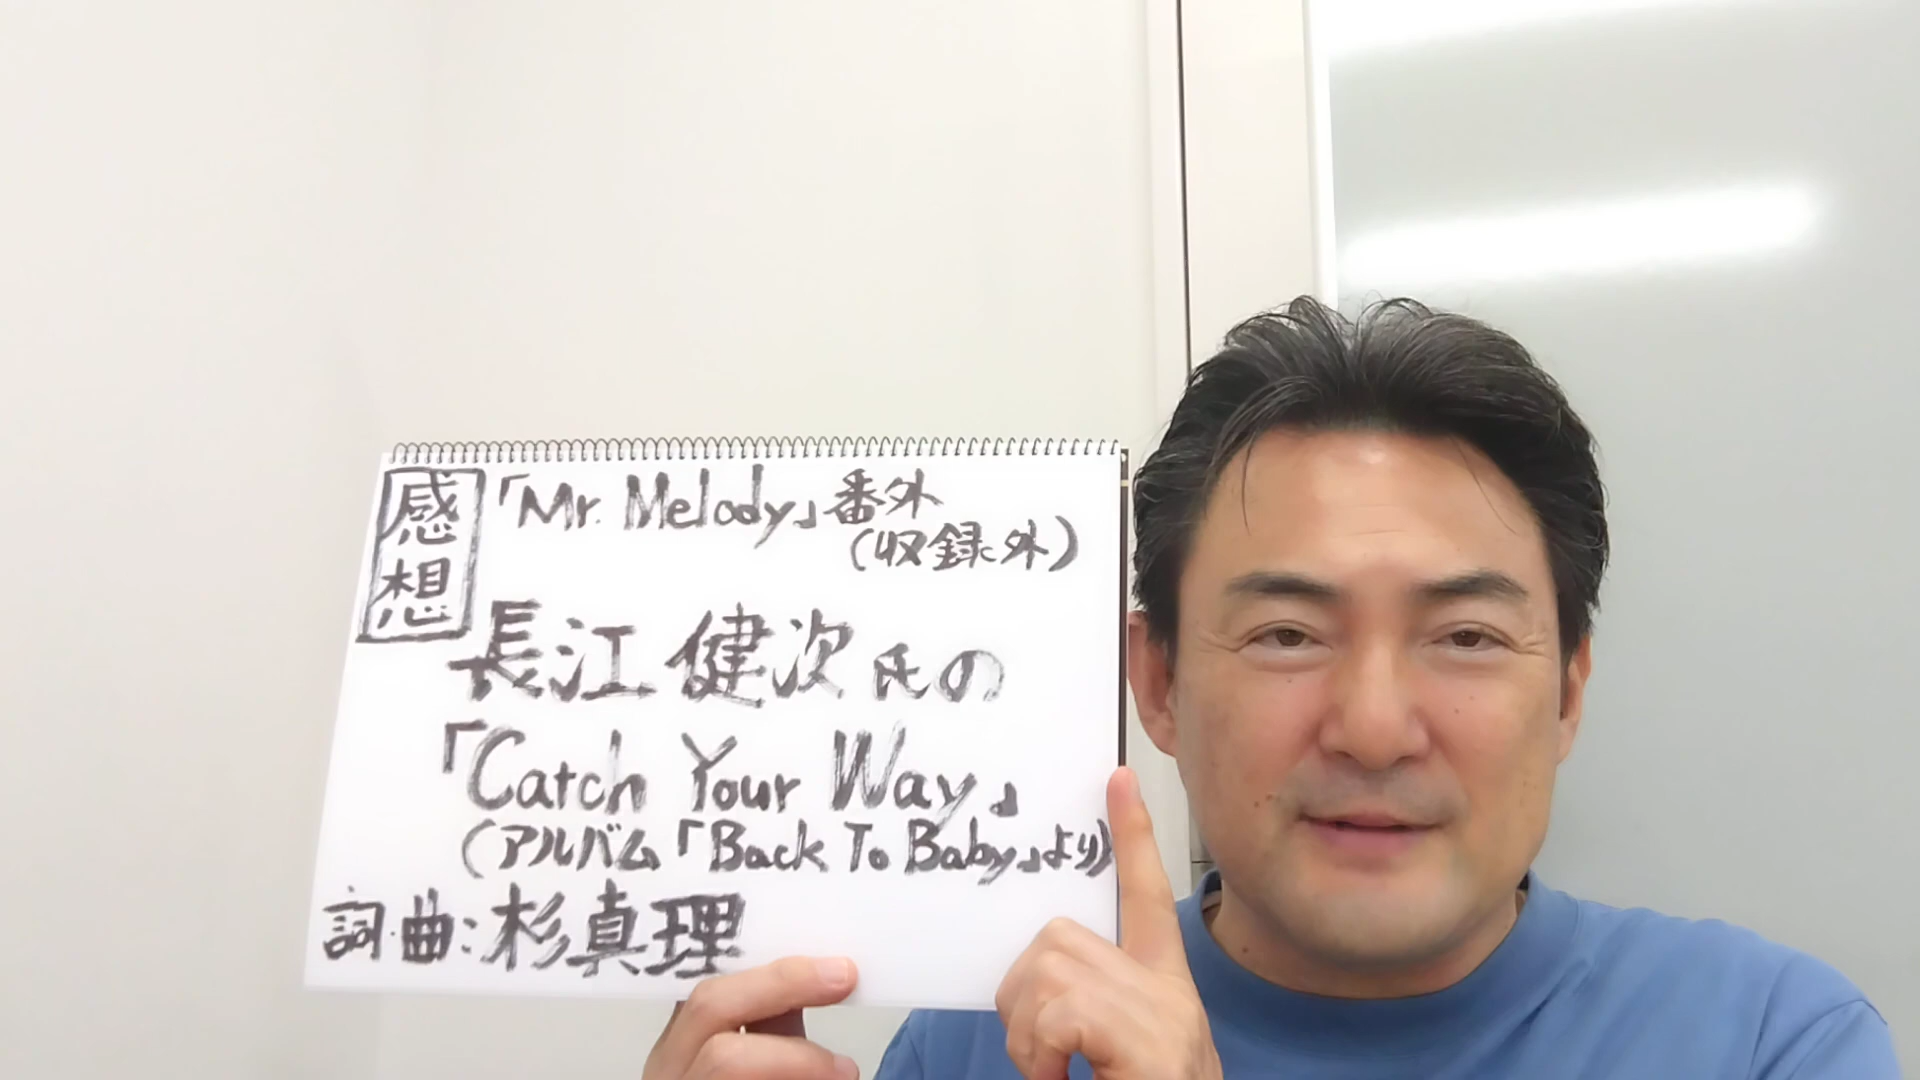 感想
「Mr. Melody」番外
(収録外)
長江健次氏の
「Catch Your Way」
(アルバム「Back To Baby」より)
詞・曲:杉真理